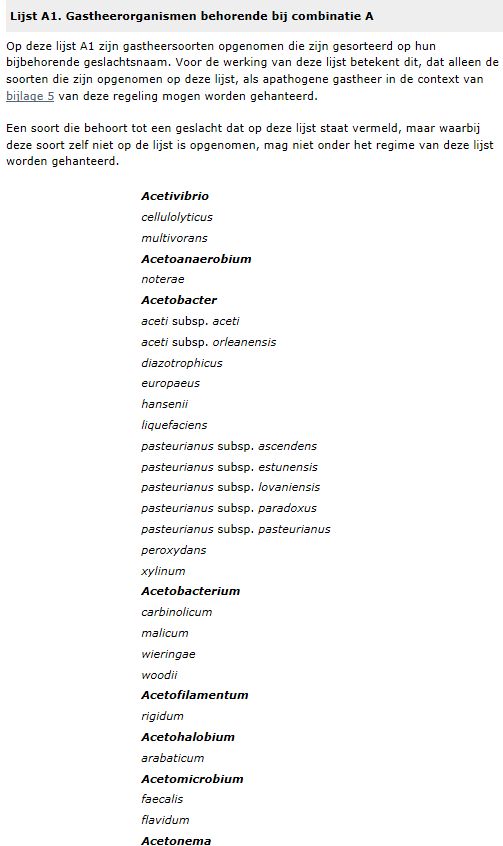 Lijst A1. Gastheerorganismen behorende bij combinatie A
Op deze lijst A1 zijn gastheersoorten opgenomen die zijn gesorteerd op hun
bijbehorende geslachtsnaam. Voor de werking van deze lijst betekent dit, dat alleen de
soorten die zijn opgenomen op deze lijst, als apathogene gastheer in de context van
bijlage 5 van deze regeling mogen worden gehanteerd.
Een soort die behoort tot een geslacht dat op deze lijst staat vermeld, maar waarbij
deze soort zelf niet op de lijst is opgenomen, mag niet onder het regime van deze lijst
worden gehanteerd.
Acetivibrio
cellulolyticus
multivorans
Acetoanaerobium
noterae
Acetobacter
aceti subsp. aceti
aceti subsp. orleanensis
diazotrophicus
europaeus
hansenii
liquefaciens
pasteurianus subsp. ascendens
pasteurianus subsp. estunensis
pasteurianus subsp. lovaniensis
pasteurianus subsp. paradoxus
pasteurianus subsp. pasteurianus
peroxydans
xylinum
Acetobacterium
carbinolicum
malicum
wieringae
woodii
Acetofilamentum
rigidum
Acetohalobium
arabaticum
Acetomicrobium
faecalis
flavidum
Acetonema